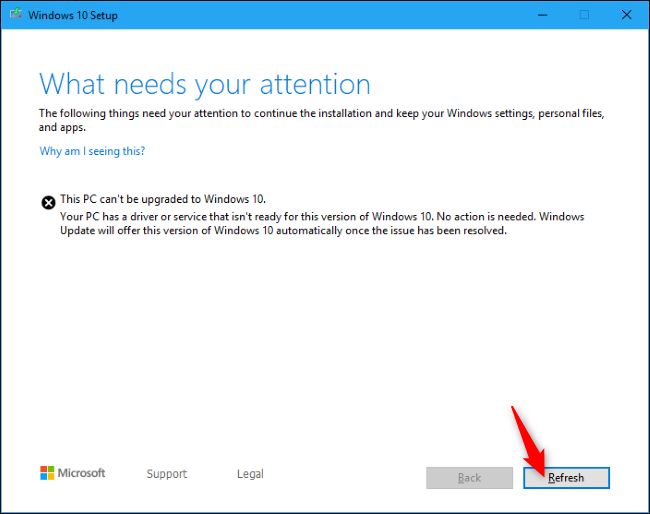 Windows 10 Setup
What needs your attention
The following things need your attention to continue the installation and keep your Windows settings, personal files,
and apps.
Why am I seeing this?
This PC can't be upgraded to Windows 10.
Your PC has a driver or service that isn't ready for this version of Windows 10. No action is needed. Windows
Update will offer this version of Windows 10 automatically once the issue has been resolved.
Microsoft Support Legal Back Refresh